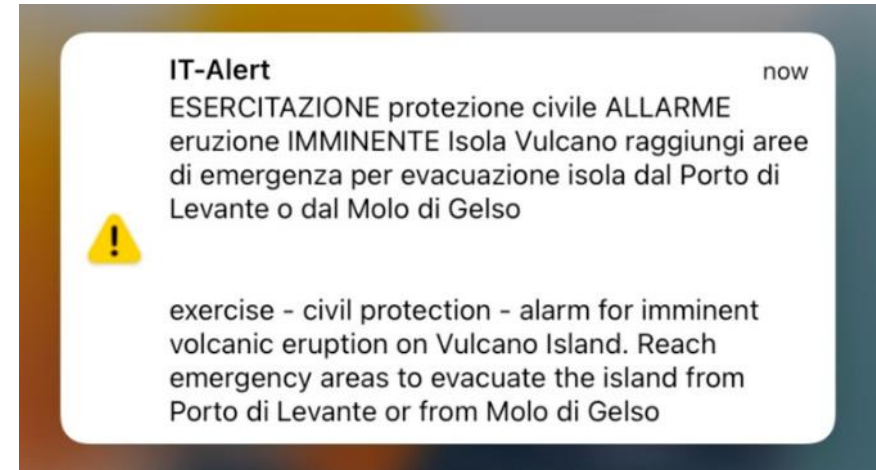 IT-Alert now
ESERCITAZIONE protezione civile ALLARME
eruzione IMMINENTE Isola Vulcano raggiungi aree
di emergenza per evacuazione isola dal Porto di
Levante o dal Molo di Gelso
exercise - civil protection - alarm for imminent
volcanic eruption on Vulcano Island. Reach
emergency areas to evacuate the island from
Porto di Levante or from Molo di Gelso